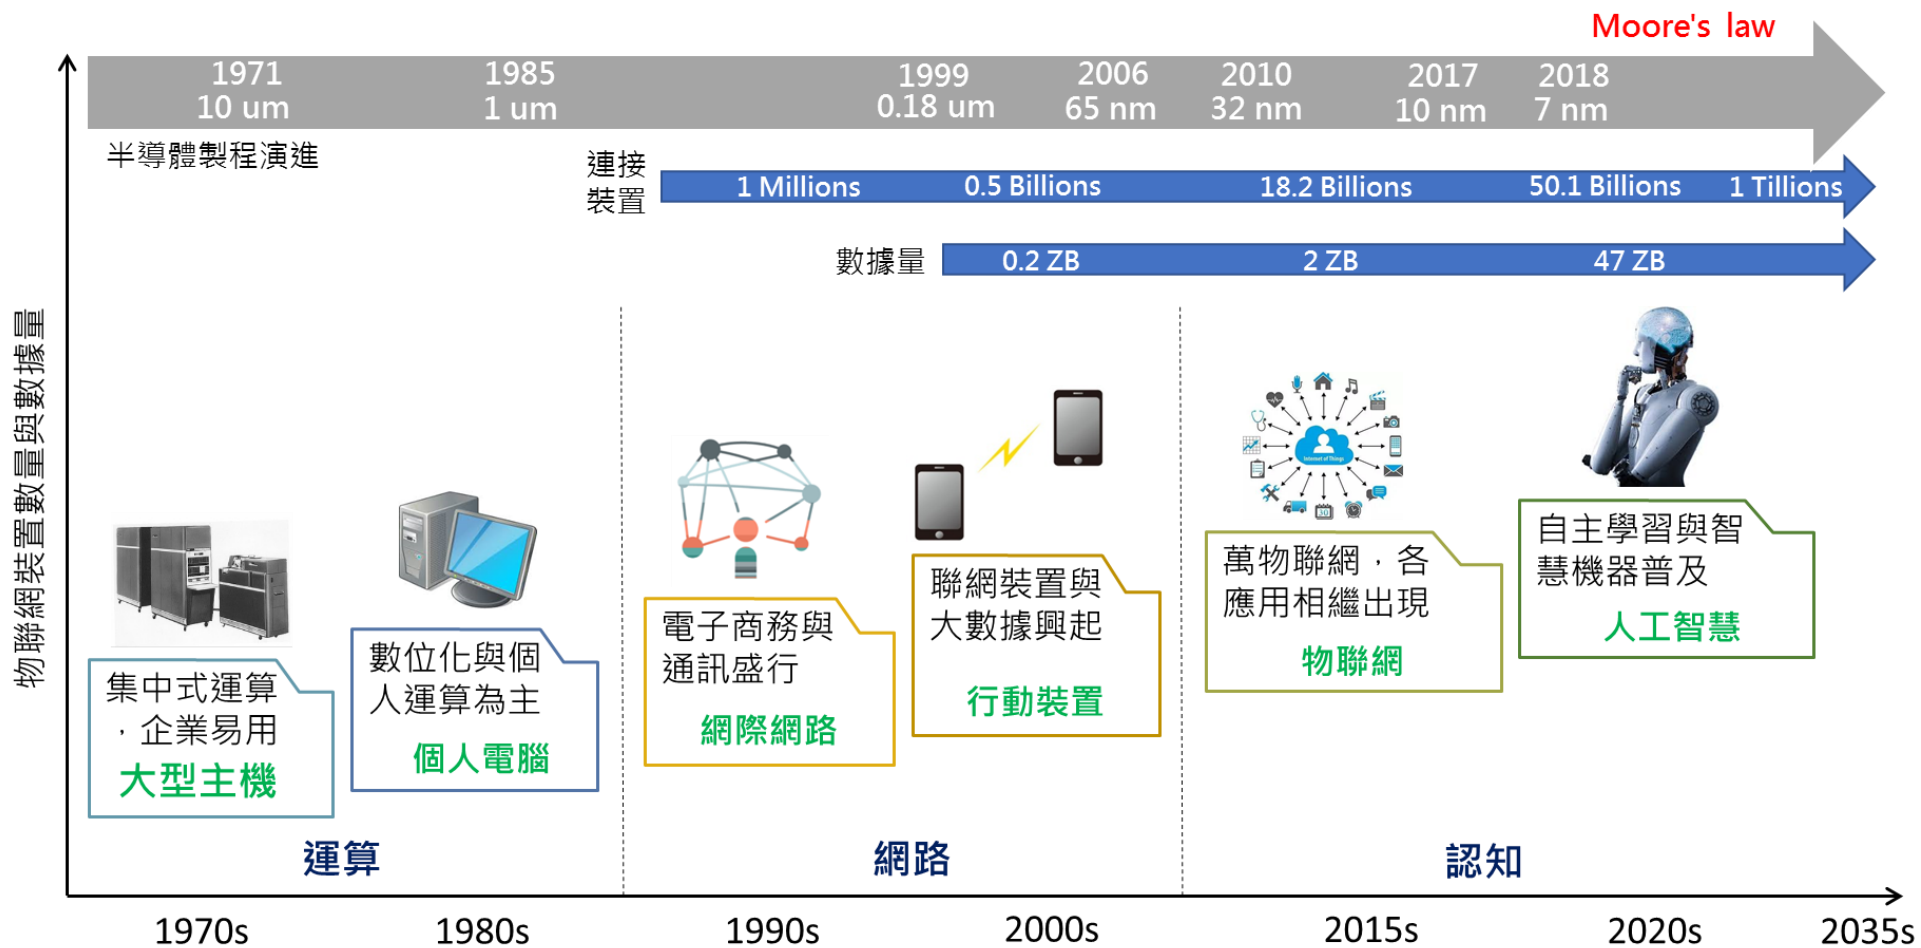 Moore's law
1971
10 um
1985
1 um
1999
0.18 um
2006
65 nm
2010
32 nm
2017
10 nm
2018
7 nm
半導體製程演進
連接
裝置
1 Millions
0.5 Billions
18.2 Billions
50.1 Billions
1 Tillions
數據量
0.2 ZB
2 ZB
47 ZB
物聯網裝置數量與數據量
集中式運算
，企業易用
大型主機
數位化與個
人運算為主
個人電腦
電子商務與
通訊盛行
網際網路
聯網裝置與
大數據興起
行動裝置
Internet of Things
30
萬物聯網，各
應用相繼出現
物聯網
自主學習與智
慧機器普及
人工智慧
運算
網路
認知
1970s
1980s
1990s
2000s
2015s
2020s
2035s